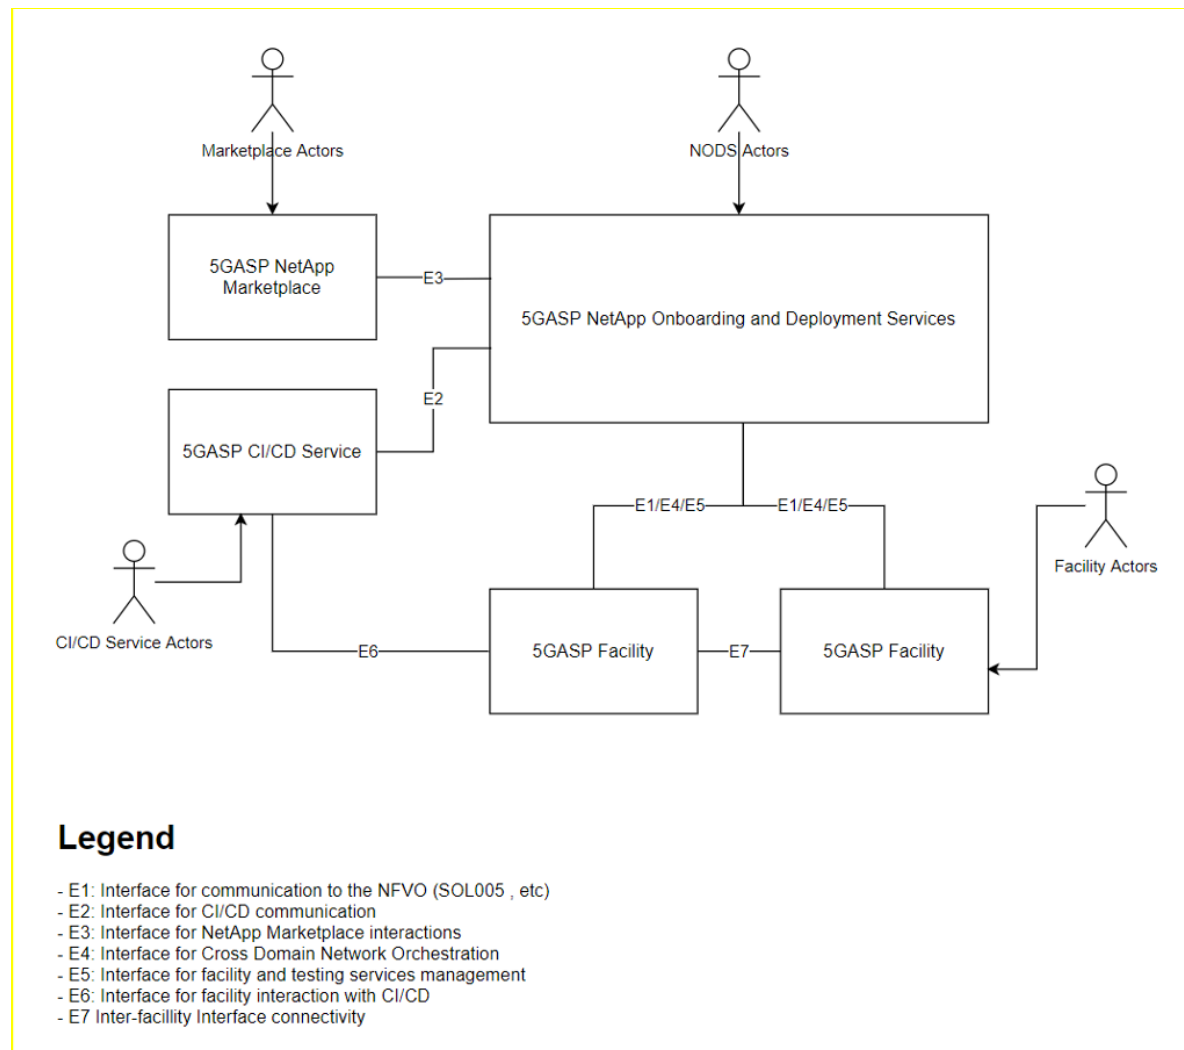 Marketplace Actors
NODS Actors
5GASP NetApp
Marketplace
E3
5GASP NetApp Onboarding and Deployment Services
E2
5GASP CI/CD Service
E1/E4/E5
E1/E4/E5
Facility Actors
CI/CD Service Actors
E6
5GASP Facility
E7
5GASP Facility
Legend
- E1: Interface for communication to the NFVO (SOL005 , etc)
- E2: Interface for CI/CD communication
- E3: Interface for NetApp Marketplace interactions
- E4: Interface for Cross Domain Network Orchestration
- E5: Interface for facility and testing services management
- E6: Interface for facility interaction with CI/CD
- E7 Inter-facillity Interface connectivity